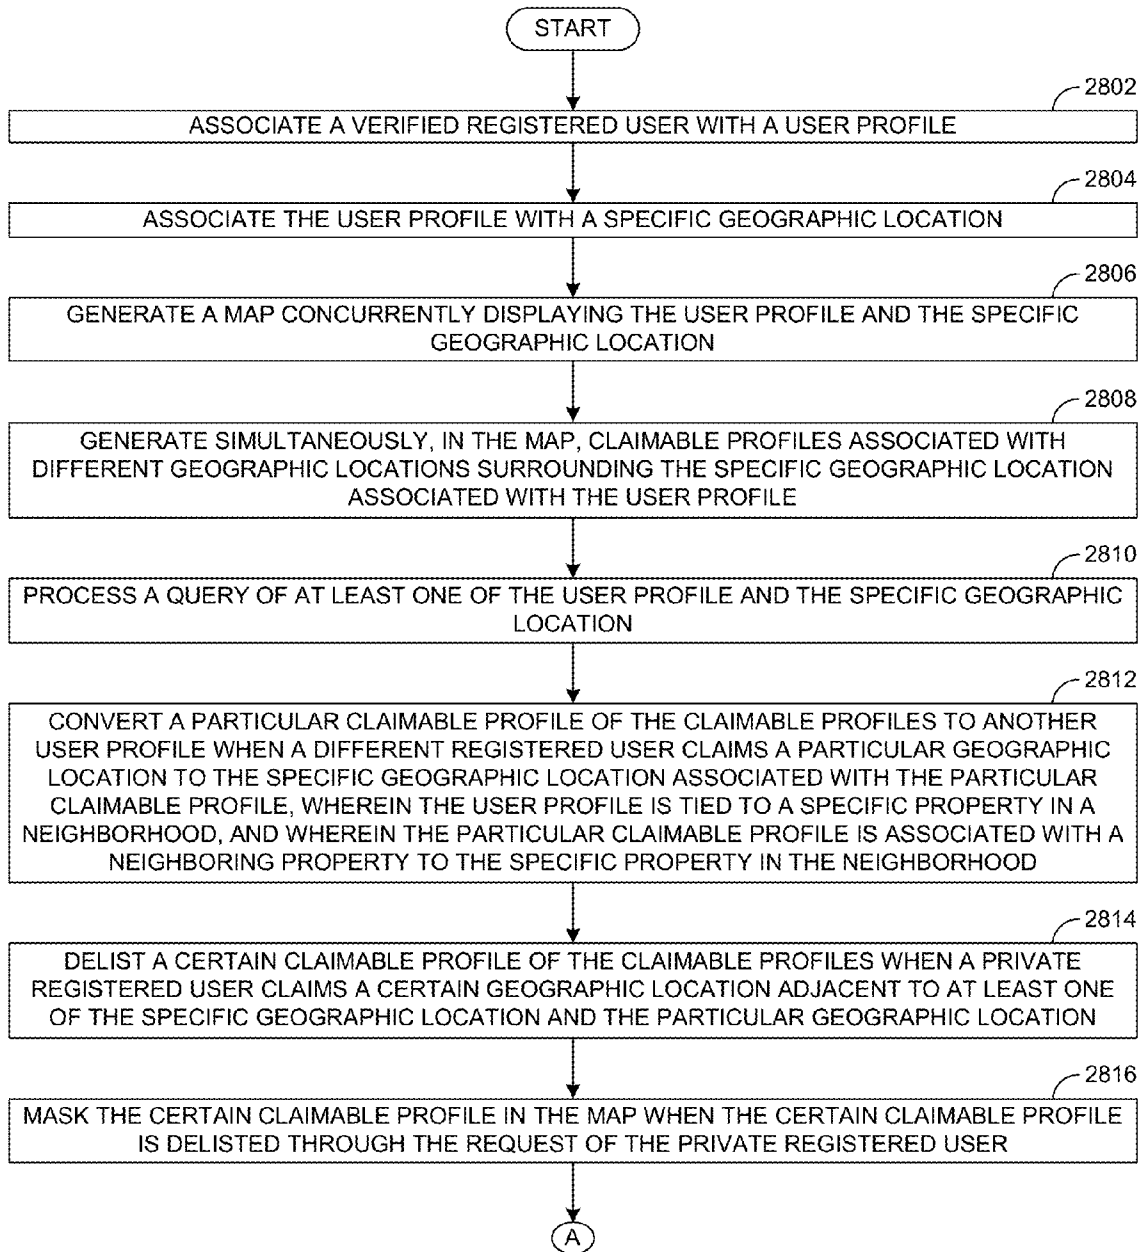 START
2802
ASSOCIATE A VERIFIED REGISTERED USER WITH A USER PROFILE
2804
ASSOCIATE THE USER PROFILE WITH A SPECIFIC GEOGRAPHIC LOCATION
2806
GENERATE A MAP CONCURRENTLY DISPLAYING THE USER PROFILE AND THE SPECIFIC
GEOGRAPHIC LOCATION
2808
GENERATE SIMULTANEOUSLY, IN THE MAP, CLAIMABLE PROFILES ASSOCIATED WITH
DIFFERENT GEOGRAPHIC LOCATIONS SURROUNDING THE SPECIFIC GEOGRAPHIC LOCATION
ASSOCIATED WITH THE USER PROFILE
2810
PROCESS A QUERY OF AT LEAST ONE OF THE USER PROFILE AND THE SPECIFIC GEOGRAPHIC
LOCATION
2812
CONVERT A PARTICULAR CLAIMABLE PROFILE OF THE CLAIMABLE PROFILES TO ANOTHER
USER PROFILE WHEN A DIFFERENT REGISTERED USER CLAIMS A PARTICULAR GEOGRAPHIC
LOCATION TO THE SPECIFIC GEOGRAPHIC LOCATION ASSOCIATED WITH THE PARTICULAR
CLAIMABLE PROFILE, WHEREIN THE USER PROFILE IS TIED TO A SPECIFIC PROPERTY IN A
NEIGHBORHOOD, AND WHEREIN THE PARTICULAR CLAIMABLE PROFILE IS ASSOCIATED WITH A
NEIGHBORING PROPERTY TO THE SPECIFIC PROPERTY IN THE NEIGHBORHOOD
2814
DELIST A CERTAIN CLAIMABLE PROFILE OF THE CLAIMABLE PROFILES WHEN A PRIVATE
REGISTERED USER CLAIMS A CERTAIN GEOGRAPHIC LOCATION ADJACENT TO AT LEAST ONE
OF THE SPECIFIC GEOGRAPHIC LOCATION AND THE PARTICULAR GEOGRAPHIC LOCATION
2816
MASK THE CERTAIN CLAIMABLE PROFILE IN THE MAP WHEN THE CERTAIN CLAIMABLE PROFILE
IS DELISTED THROUGH THE REQUEST OF THE PRIVATE REGISTERED USER
A